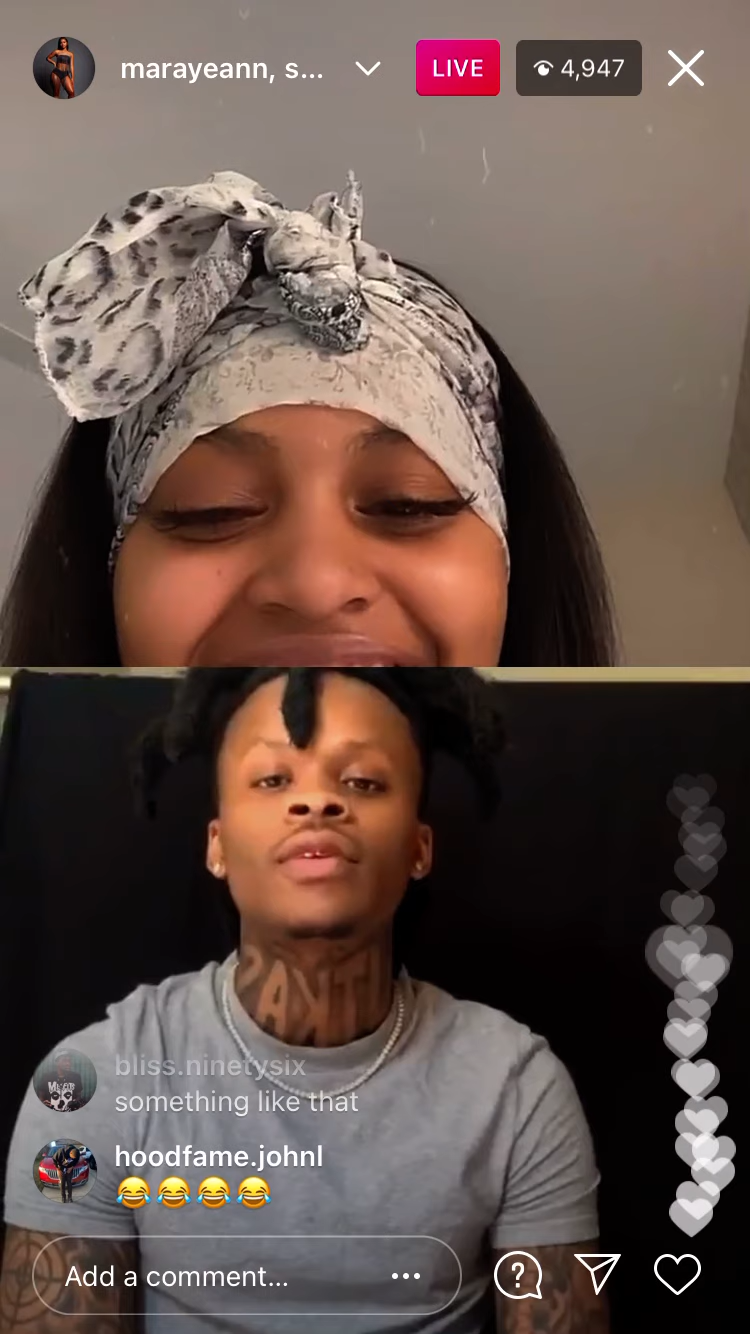 marayeann, s...
LIVE
4,947
bliss.ninetysix
something like that
hoodfame.johnl
😂😂😂😂
Add a comment...